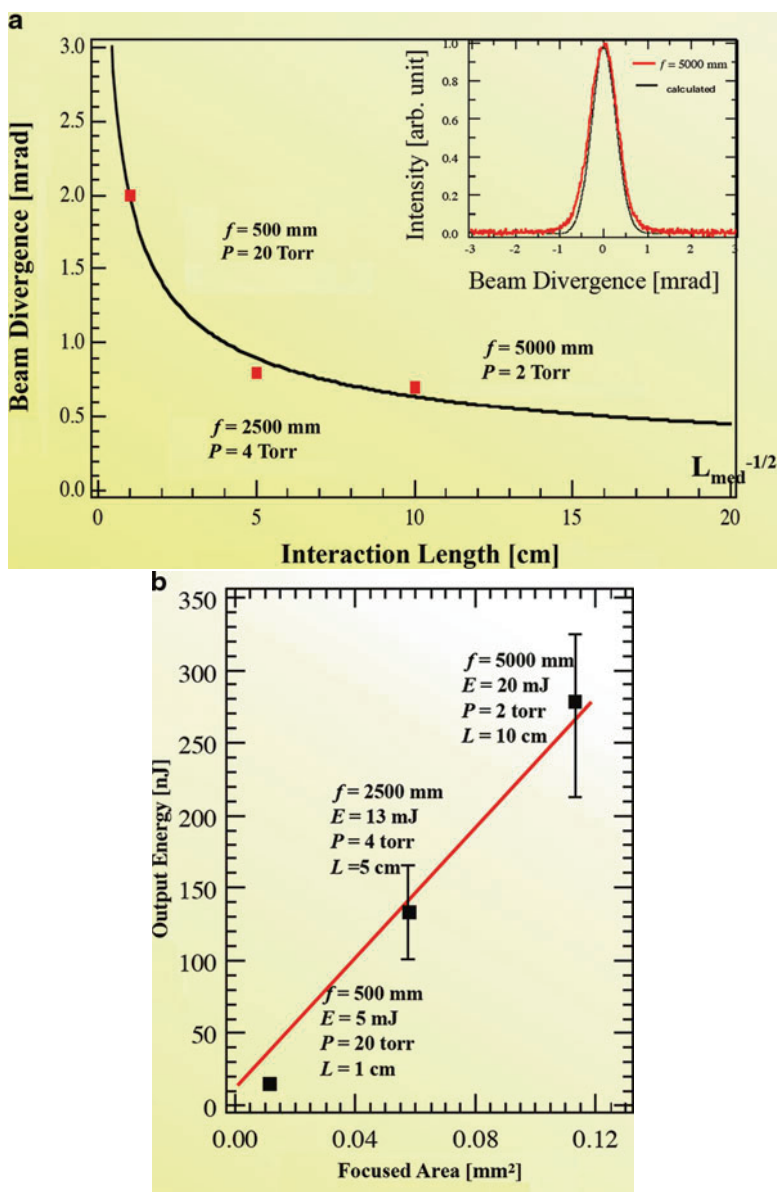 a
3.0
2.5
2.0
1.5
1.0
0.5
0.0
Beam Divergence [mrad]
f = 500 mm
P = 20 Torr
f = 5000 mm
P = 2 Torr
f = 2500 mm
P = 4 Torr
L_med^-1/2
0 5 10 15 20
Interaction Length [cm]
1.0
0.8
0.6
0.4
0.2
0.0
Intensity [arb. unit]
f = 5000 mm
calculated
-3 -2 -1 0 1 2 3
Beam Divergence [mrad]
b
350
300
250
200
150
100
50
0
Output Energy [nJ]
f = 5000 mm
E = 20 mJ
P = 2 torr
L = 10 cm
f = 2500 mm
E = 13 mJ
P = 4 torr
L =5 cm
f = 500 mm
E = 5 mJ
P = 20 torr
L = 1 cm
0.00 0.04 0.08 0.12
Focused Area [mm²]